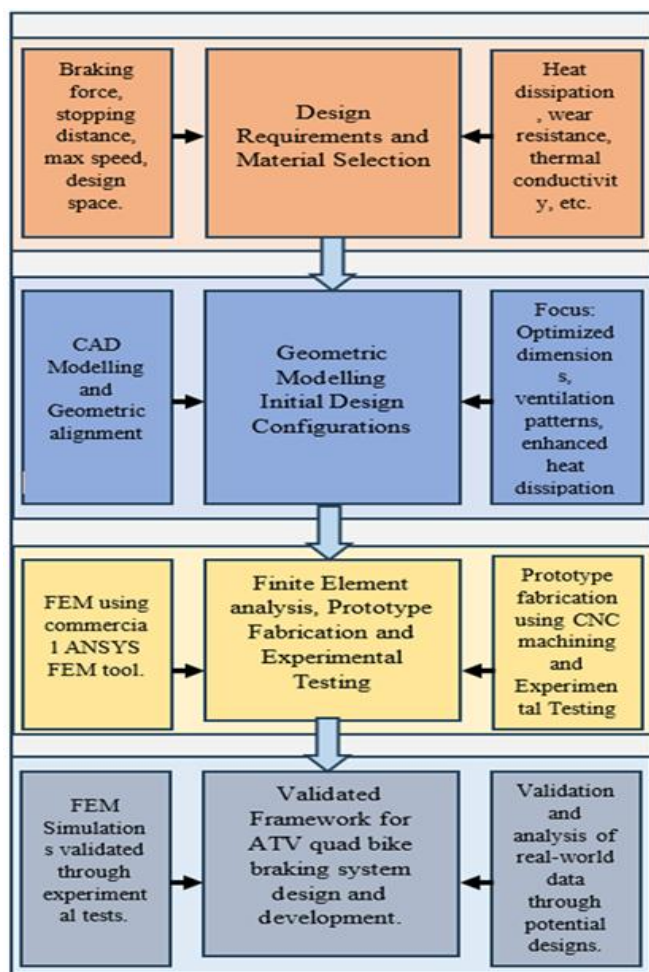 Braking
force,
stopping
distance,
max speed,
design
space.
Design
Requirements and
Material Selection
Heat
dissipation
, wear
resistance,
thermal
conductivit
y, etc.
CAD
Modelling
and
Geometric
alignment
Geometric
Modelling
Initial Design
Configurations
Focus:
Optimized
dimension
s,
ventilation
patterns,
enhanced
heat
dissipation
FEM using
commercia
l ANSYS
FEM tool.
Finite Element
analysis, Prototype
Fabrication and
Experimental
Testing
Prototype
fabrication
using CNC
machining
and
Experimen
tal Testing
FEM
Simulation
s validated
through
experiment
al tests.
Validated
Framework for
ATV quad bike
braking system
design and
development.
Validation
and
analysis of
real-world
data
through
potential
designs.